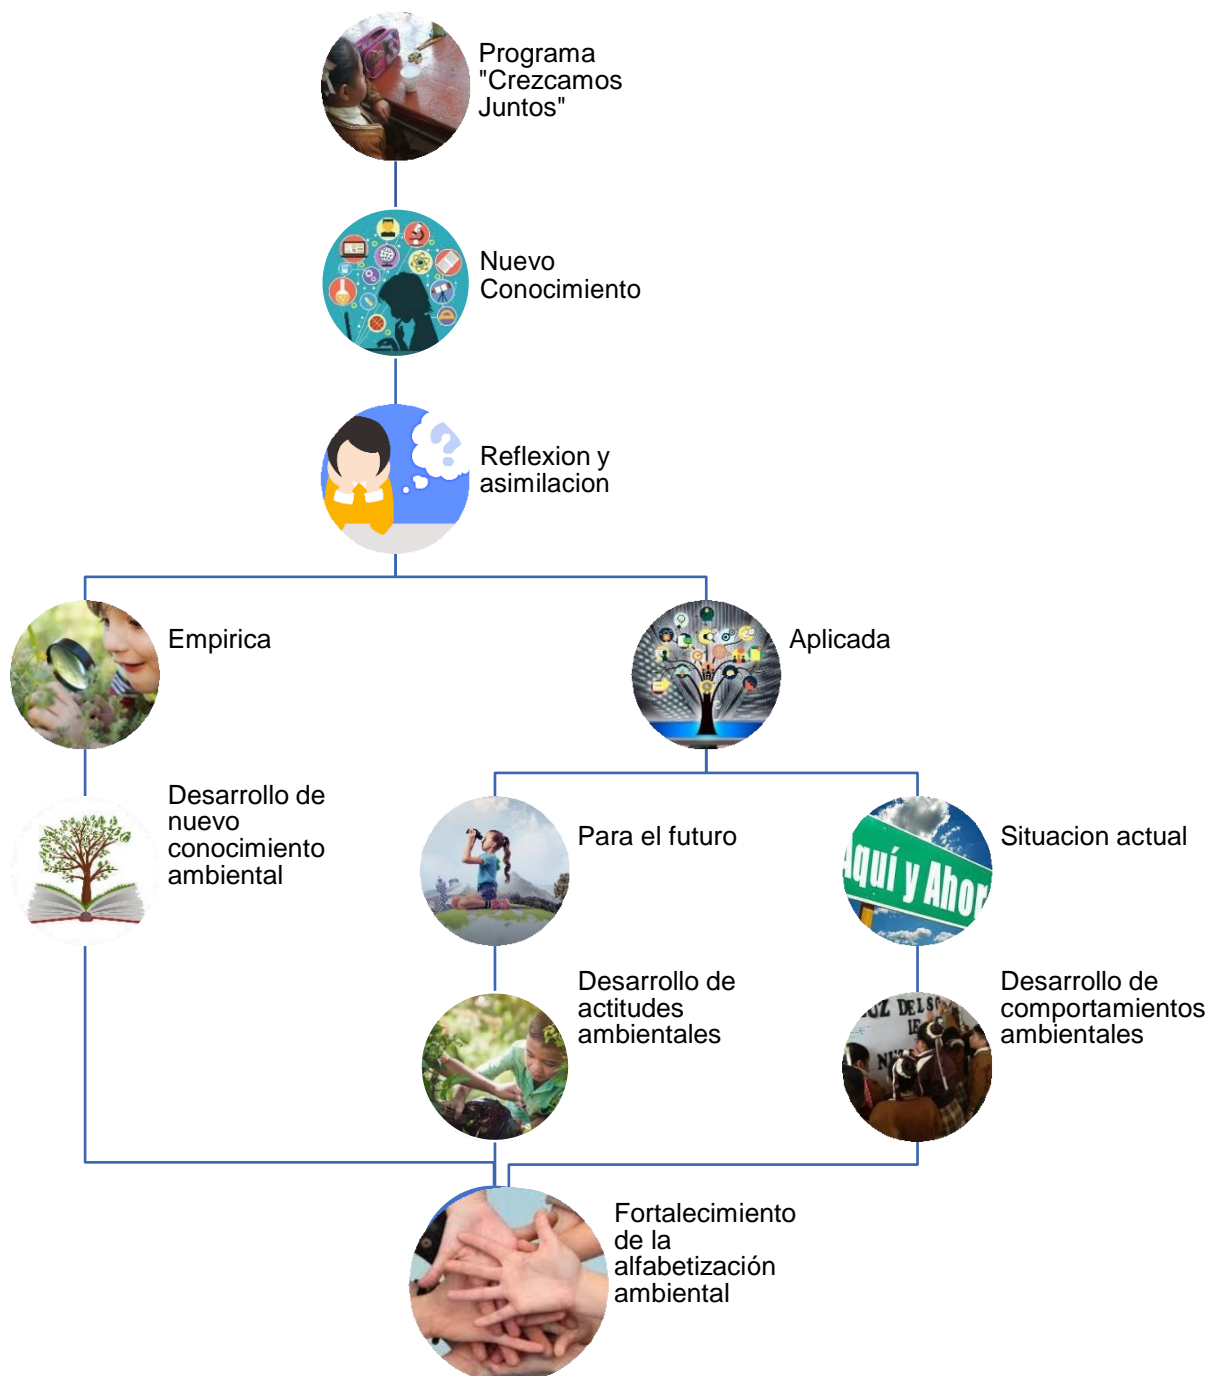 Programa
"Crezcamos
Juntos"
Nuevo
Conocimiento
Reflexion y
asimilacion
Empirica
Aplicada
Desarrollo de
nuevo
conocimiento
ambiental
Para el futuro
Situacion actual
Aquí y Ahor
Desarrollo de
actitudes
ambientales
Desarrollo de
comportamientos
ambientales
Fortalecimiento
de la
alfabetización
ambiental